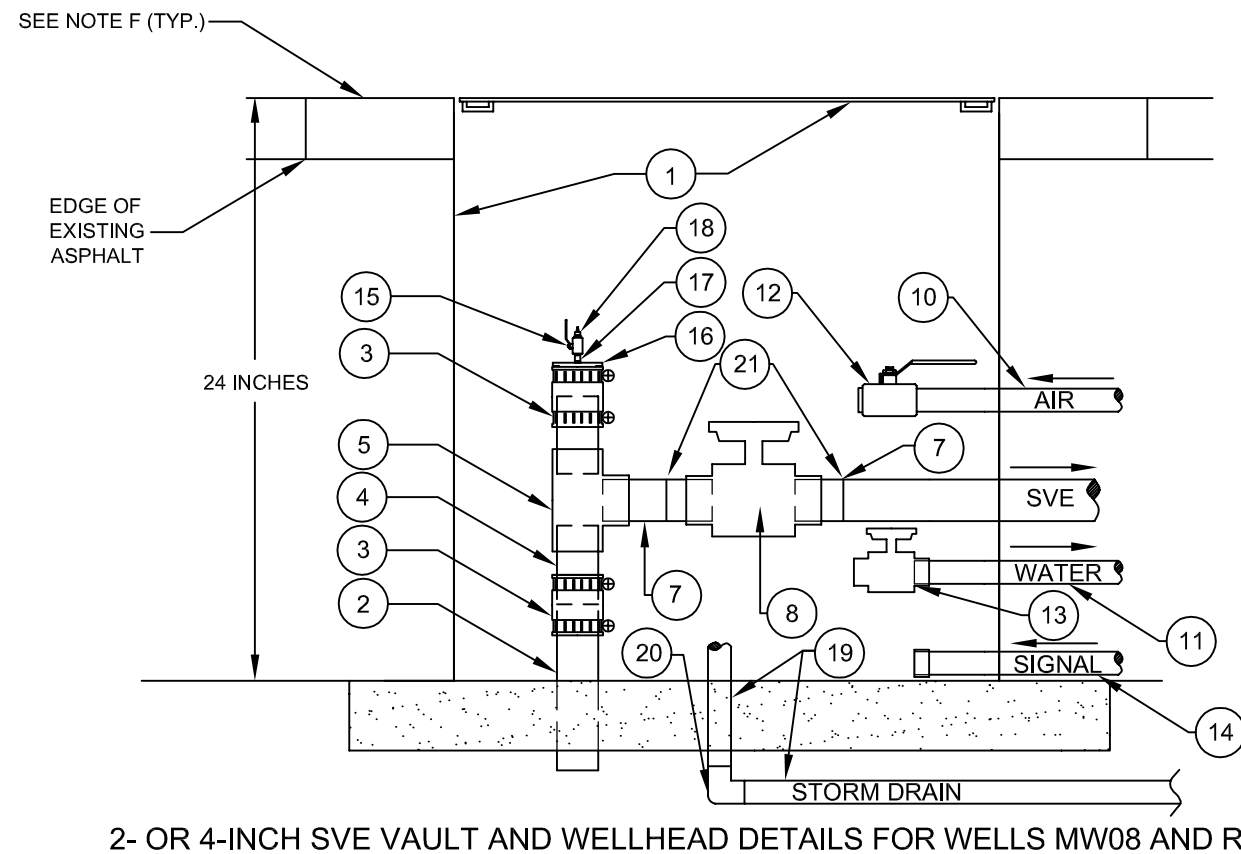 SEE NOTE F (TYP.)
1
EDGE OF
EXISTING
ASPHALT
18
17
15
12
10
16
3
AIR
24 INCHES
21
5
7
SVE
4
3
WATER
2
7
8
13
11
20
19
SIGNAL
14
STORM DRAIN
2- OR 4-INCH SVE VAULT AND WELLHEAD DETAILS FOR WELLS MW08 AND R